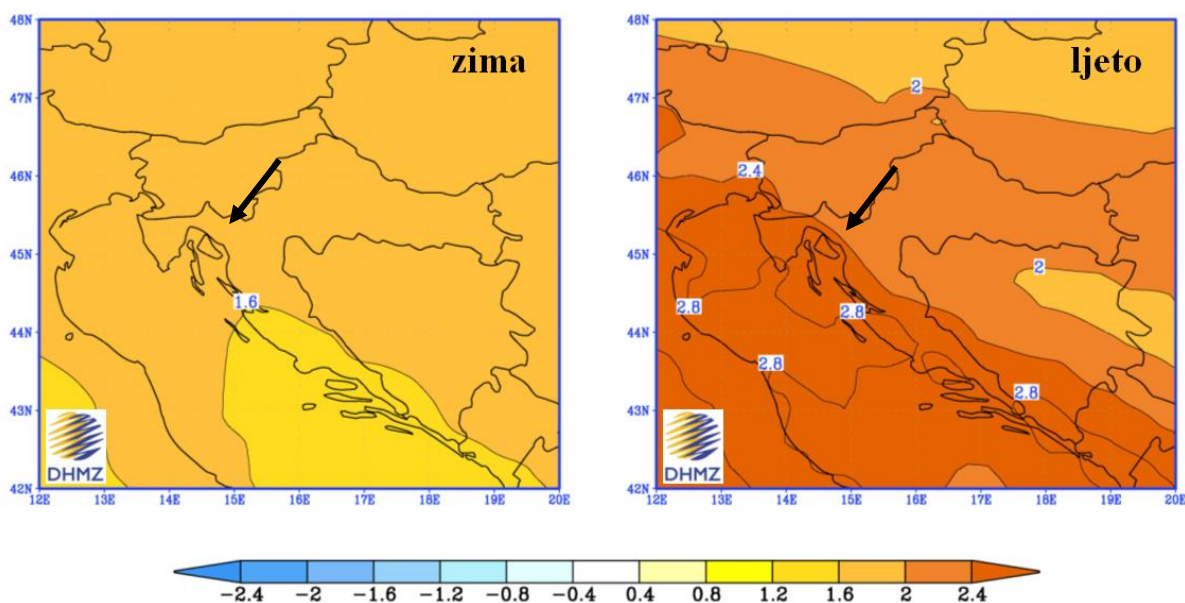 48N
47N
46N
45N
44N
43N
42N
12E 13E 14E 15E 16E 17E 18E 19E 20E
zima
1.6
DHMZ
48N
47N
46N
45N
44N
43N
42N
12E 13E 14E 15E 16E 17E 18E 19E 20E
ljeto
2
2.4
2
2.8
2.8
2.8
2.8
DHMZ
−2.4 −2 −1.6 −1.2 −0.8 −0.4 0.4 0.8 1.2 1.6 2 2.4